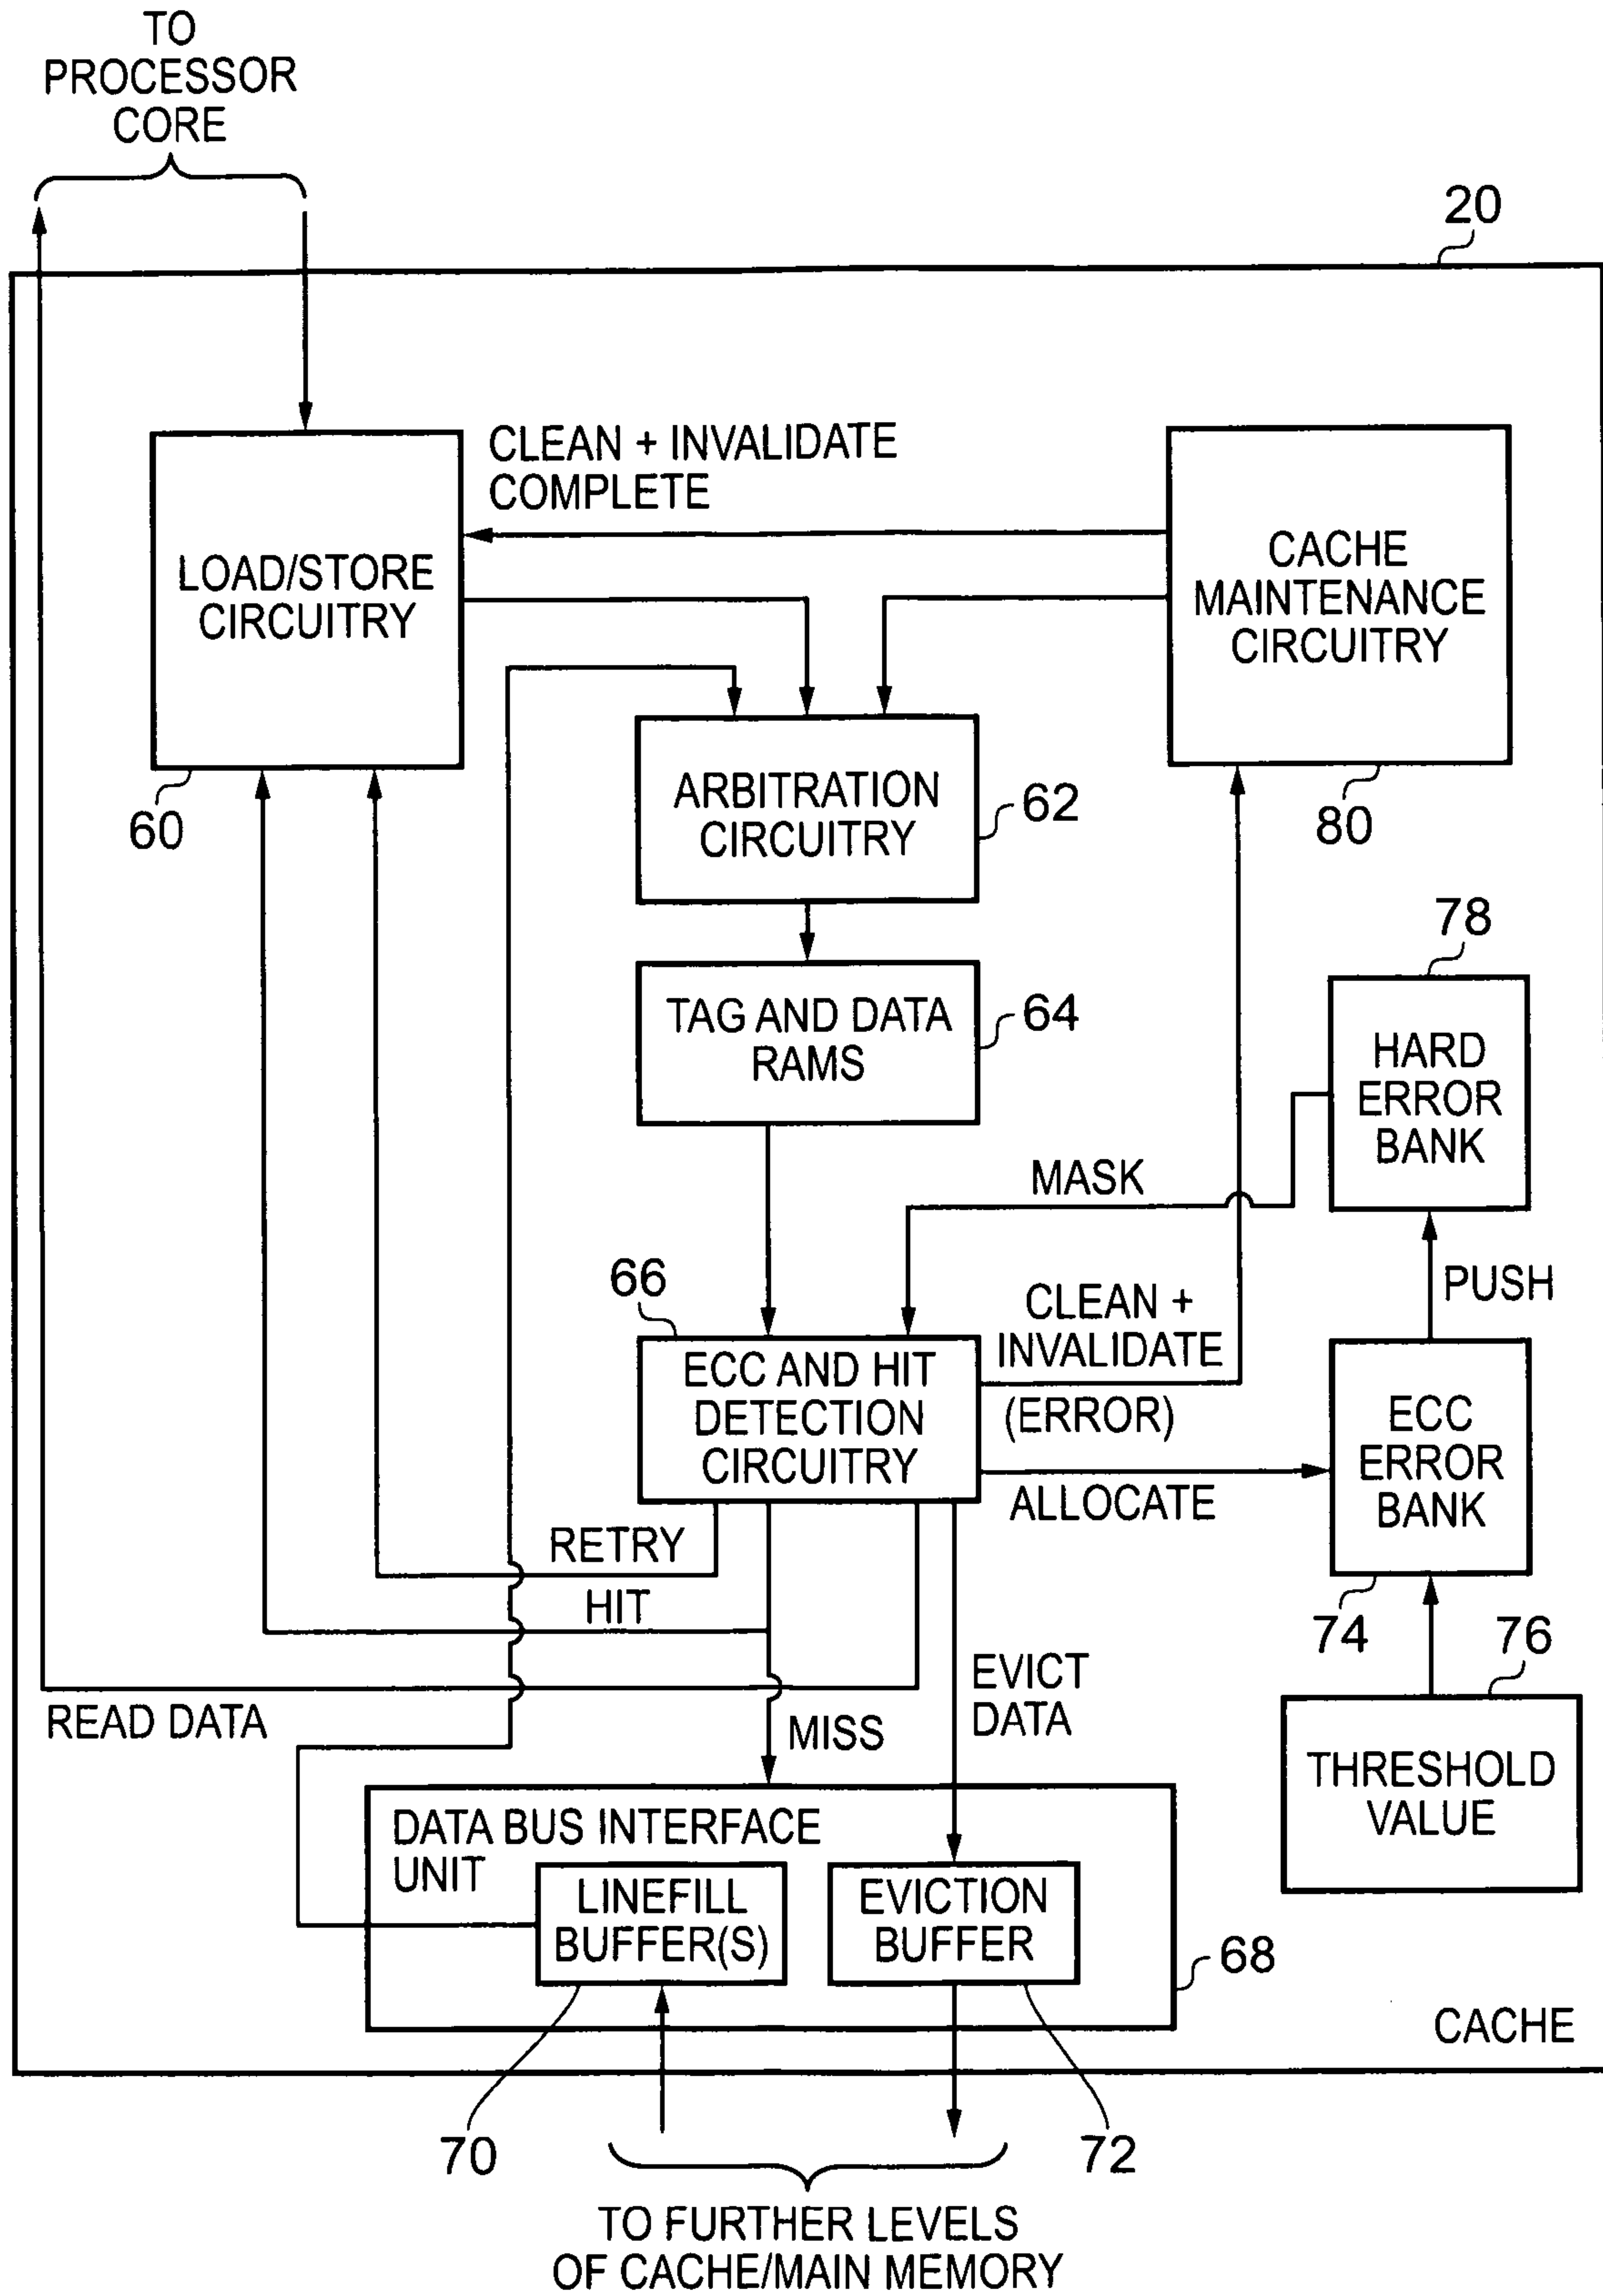 TO
PROCESSOR
CORE
20
CLEAN + INVALIDATE
COMPLETE
LOAD/STORE
CIRCUITRY
CACHE
MAINTENANCE
CIRCUITRY
60
ARBITRATION
CIRCUITRY
62
80
78
TAG AND DATA
RAMS
64
HARD
ERROR
BANK
MASK
66
CLEAN +
INVALIDATE
(ERROR)
PUSH
ECC AND HIT
DETECTION
CIRCUITRY
ECC
ERROR
BANK
ALLOCATE
RETRY
HIT
74
76
EVICT
DATA
READ DATA
MISS
THRESHOLD
VALUE
DATA BUS INTERFACE
UNIT
LINEFILL
BUFFER(S)
EVICTION
BUFFER
68
CACHE
70
72
TO FURTHER LEVELS
OF CACHE/MAIN MEMORY